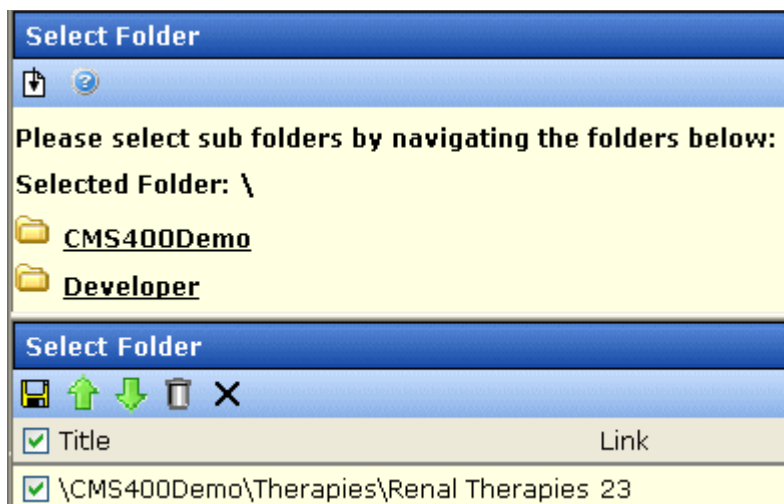 Select Folder
Please select sub folders by navigating the folders below:
Selected Folder: \
CMS400Demo
Developer
Select Folder
Title Link
\CMS400Demo\Therapies\Renal Therapies 23